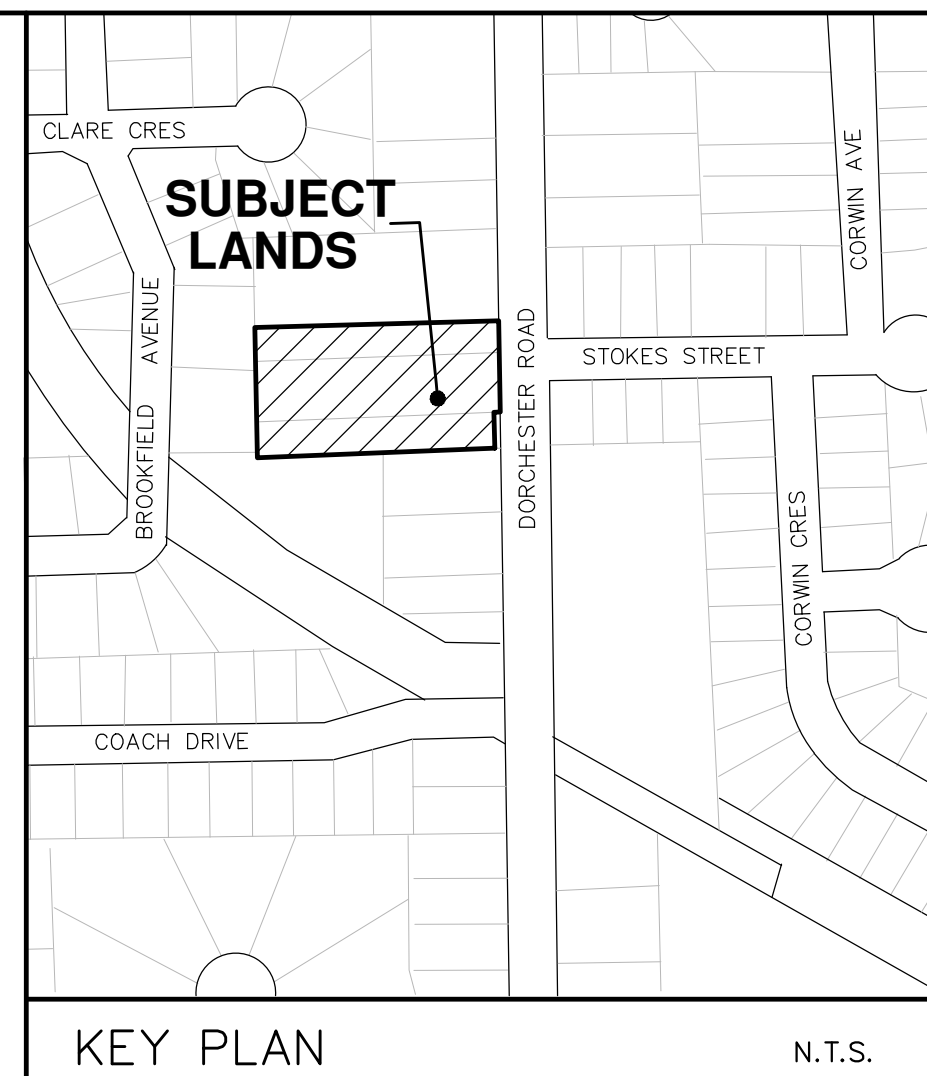 CLARE CRES
SUBJECT
LANDS
CORWIN AVE
BROOKFIELD AVENUE
DORCHESTER ROAD
STOKES STREET
CORWIN CRES
COACH DRIVE
KEY PLAN
N.T.S.